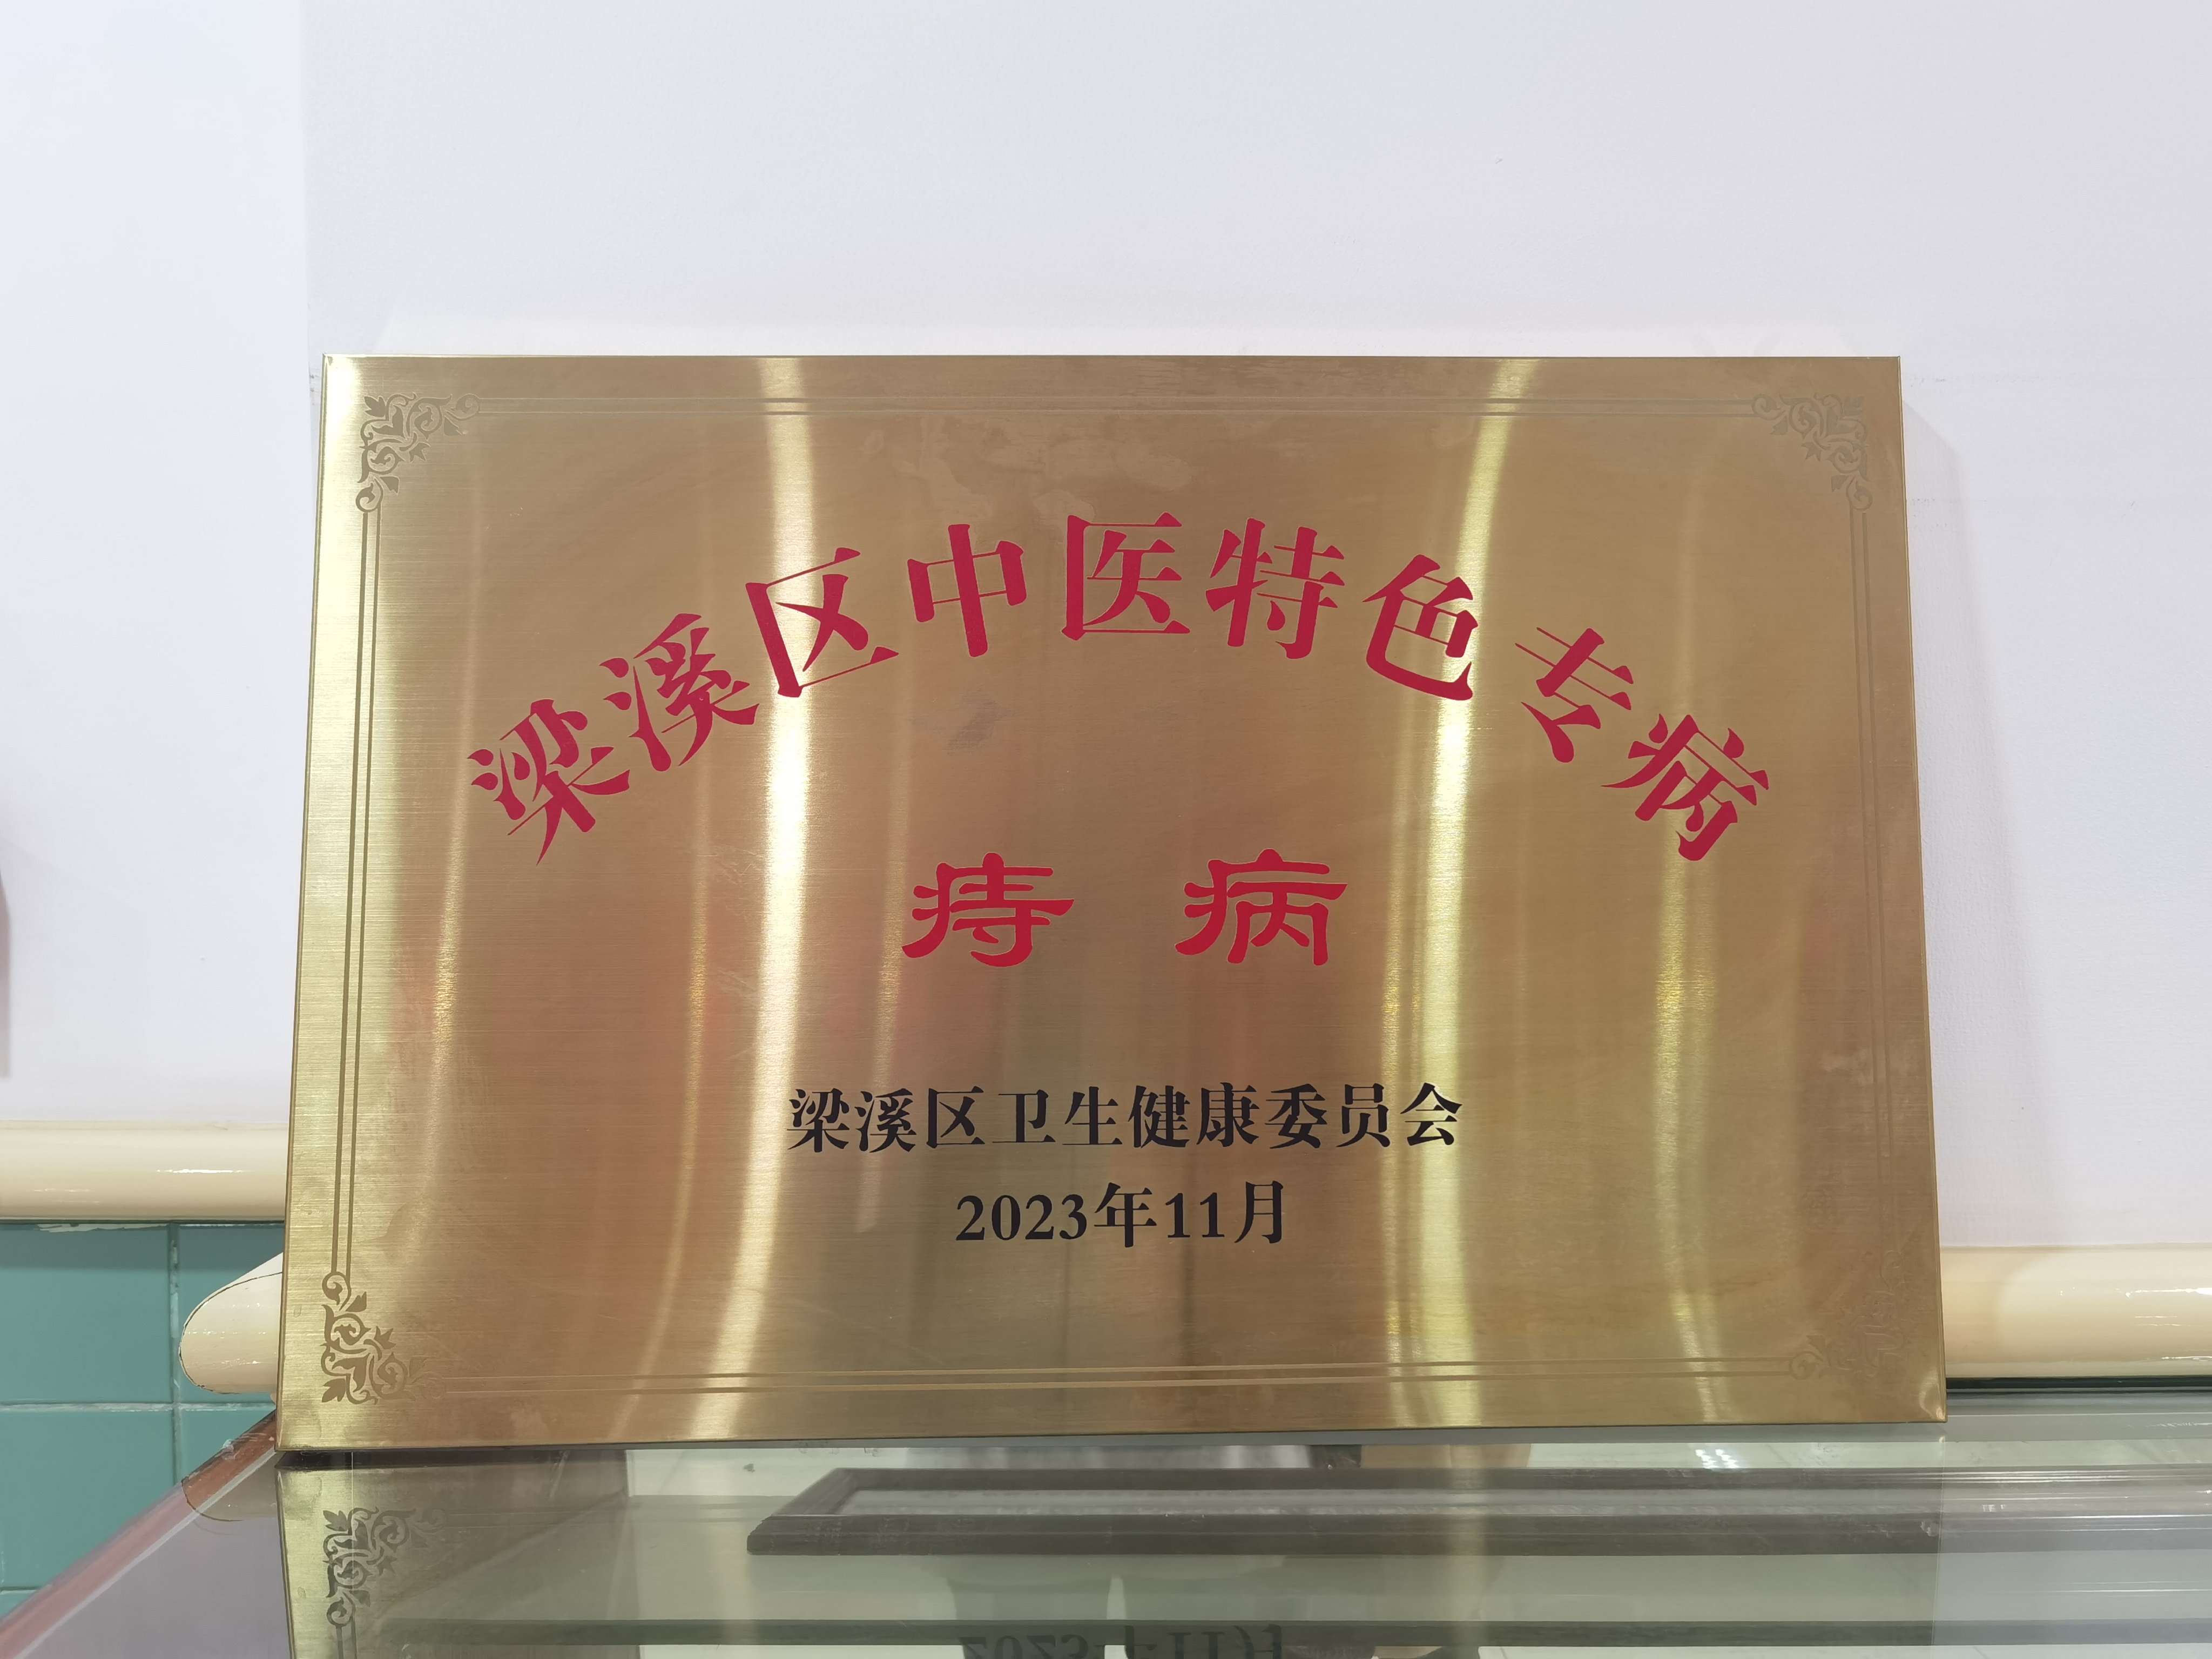 梁溪区中医特色专病
痔病
梁溪区卫生健康委员会
2023年11月